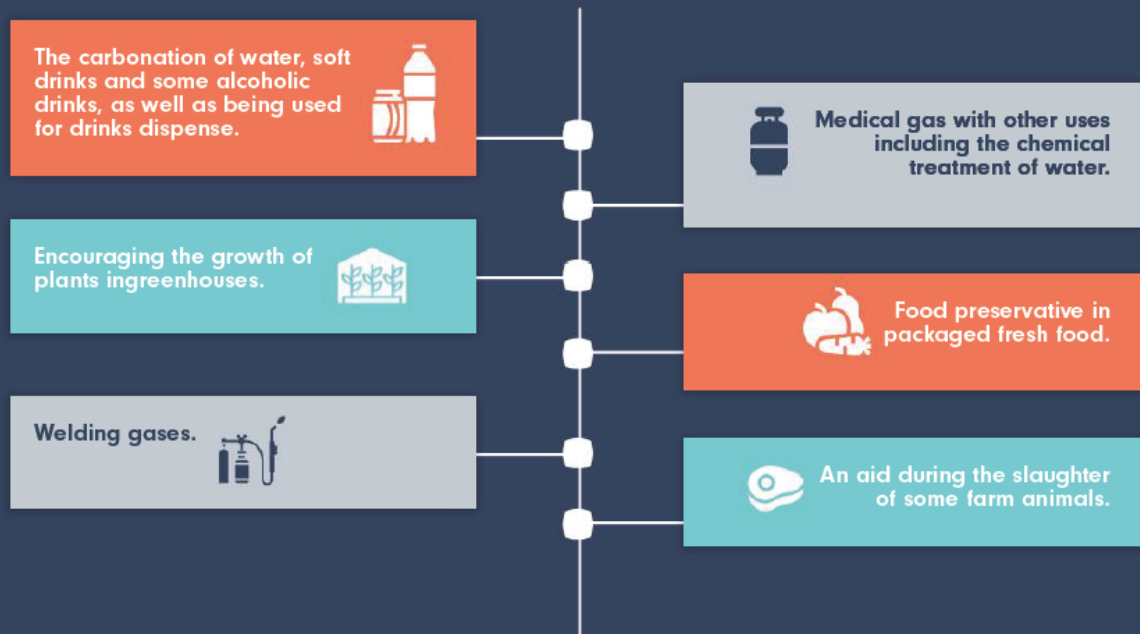 The carbonation of water, soft
drinks and some alcoholic
drinks, as well as being used
for drinks dispense.
Medical gas with other uses
including the chemical
treatment of water.
Encouraging the growth of
plants ingreenhouses.
Food preservative in
packaged fresh food.
Welding gases.
An aid during the slaughter
of some farm animals.